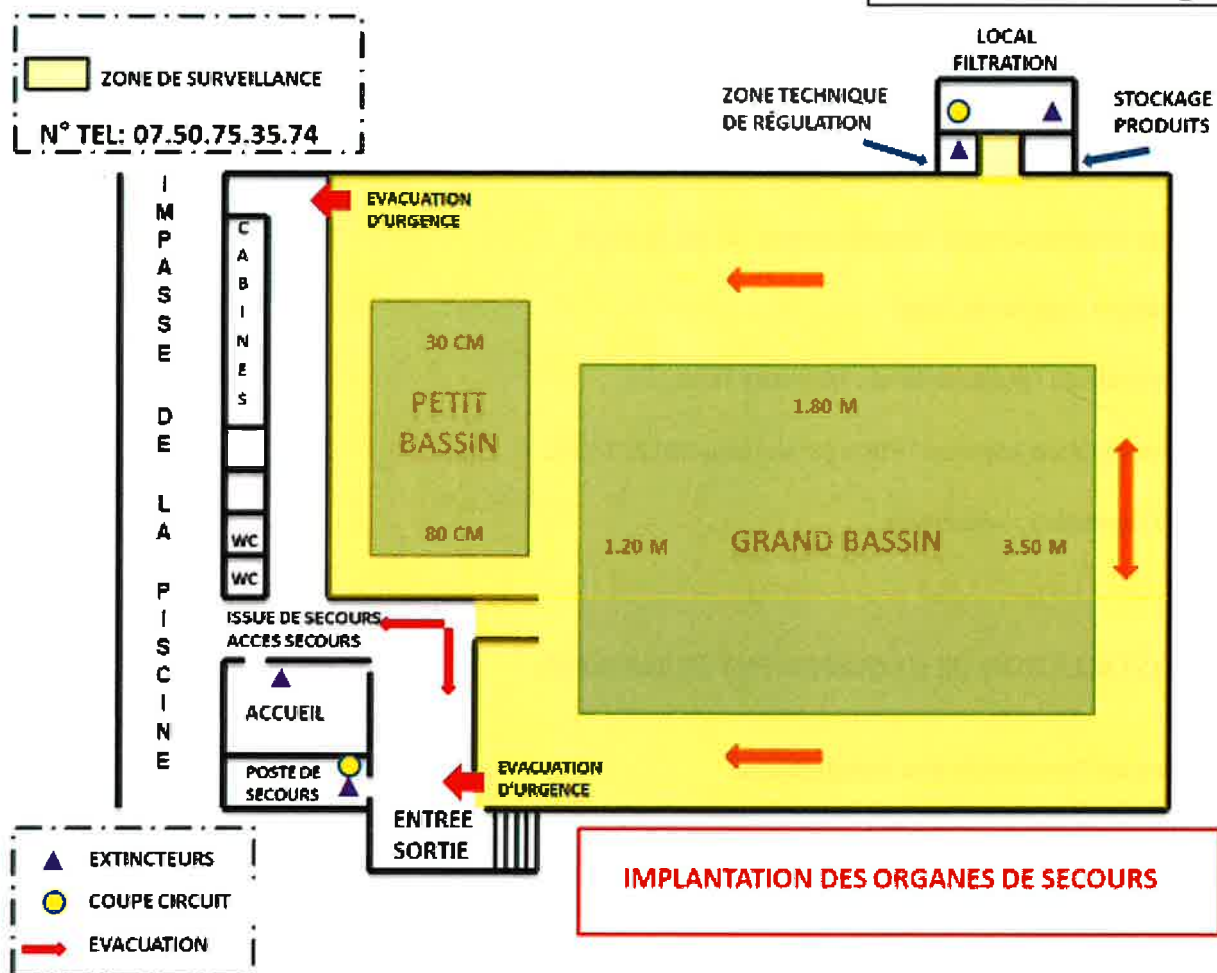 ZONE DE SURVEILLANCE
N° TEL: 07.50.75.35.74
LOCAL
FILTRATION
ZONE TECHNIQUE
DE RÉGULATION
STOCKAGE
PRODUITS
IMPASSE DE LA PISCINE
CABINES
EVACUATION
D'URGENCE
30 CM
PETIT
BASSIN
80 CM
1.80 M
1.20 M
GRAND BASSIN
3.50 M
WC
WC
ISSUE DE SECOURS
ACCES SECOURS
ACCUEIL
POSTE DE
SECOURS
EVACUATION
D'URGENCE
ENTREE
SORTIE
EXTINCTEURS
COUPE CIRCUIT
EVACUATION
IMPLANTATION DES ORGANES DE SECOURS